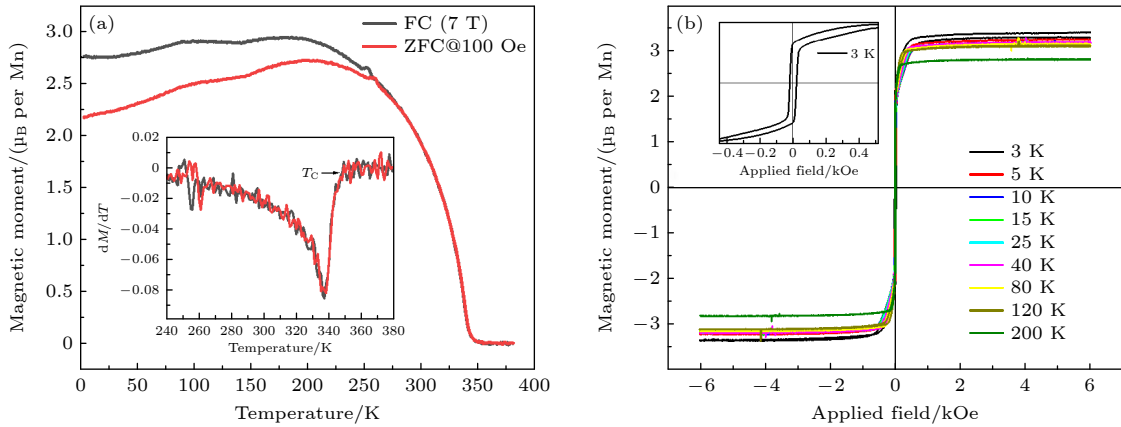 (a)
FC (7 T)
ZFC@100 Oe
Magnetic moment/(μB per Mn)
3.0
2.5
2.0
1.5
1.0
0.5
0
0 50 100 150 200 250 300 350 400
Temperature/K
0.02
0
−0.02
−0.04
−0.06
−0.08
dM/dT
TC
240 260 280 300 320 340 360 380
Temperature/K
(b)
Magnetic moment/(μB per Mn)
3
2
1
0
−1
−2
−3
−6 −4 −2 0 2 4 6
Applied field/kOe
3 K
−0.4 −0.2 0 0.2 0.4
Applied field/kOe
3 K
5 K
10 K
15 K
25 K
40 K
80 K
120 K
200 K